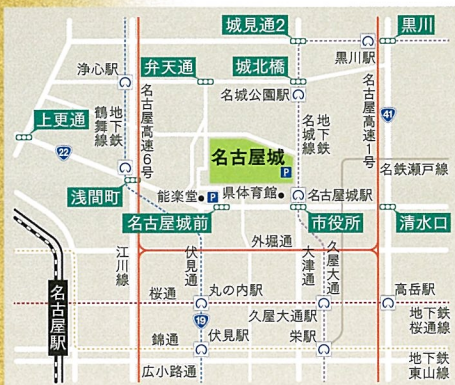 城見通2
黒川
黒川駅
浄心駅
弁天通
城北橋
名城公園駅
41
上更通
地下鉄
鶴舞線
名古屋高速6号
地下鉄
名城線
名古屋高速1号
22
名古屋城
P
名鉄瀬戸線
浅間町
能楽堂
P
県体育館
名古屋城駅
名古屋城前
市役所
清水口
外堀通
江川線
伏見通
大津通
久屋大通
名古屋駅
桜通
丸の内駅
久屋大通駅
高岳駅
地下鉄
桜通線
19
錦通
伏見駅
栄駅
広小路通
地下鉄
東山線